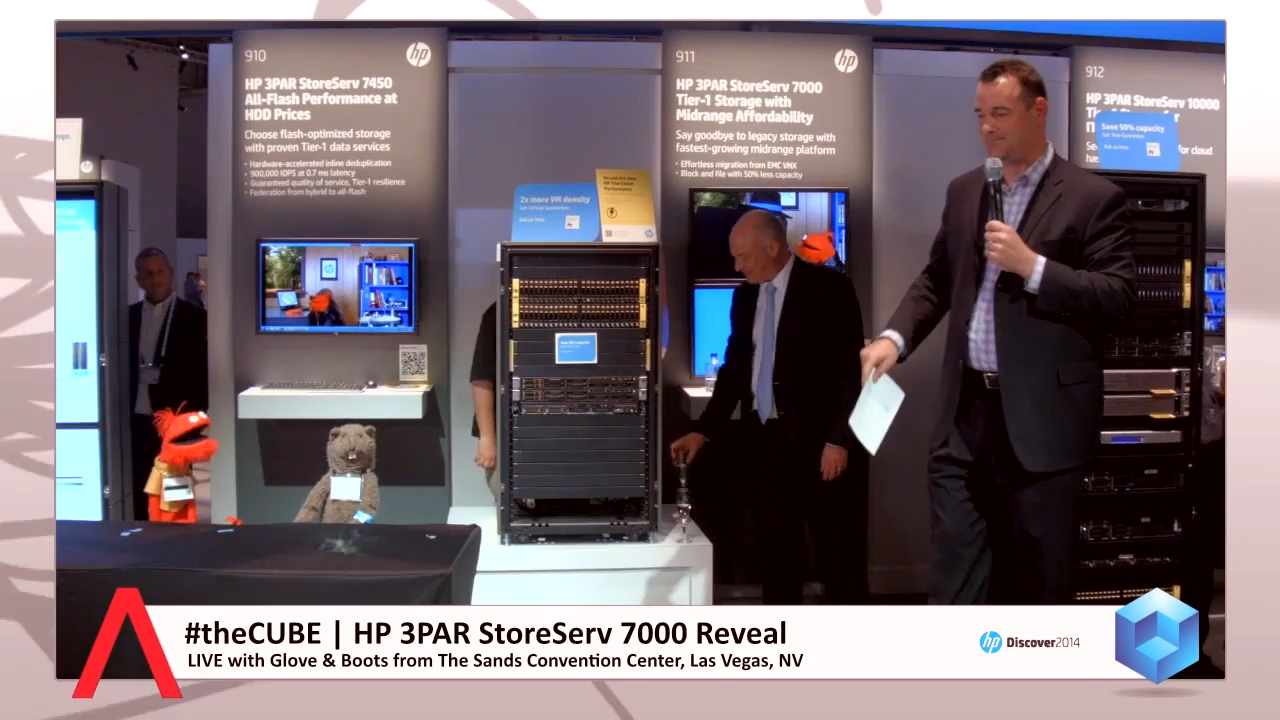 910
hp
HP 3PAR StoreServ 7450
All-Flash Performance at
HDD Prices
Choose flash-optimized storage
with proven Tier-1 data services
• Hardware-accelerated inline deduplication
• 900,000 IOPS at 0.7 ms latency
• Guaranteed quality of service, Tier-1 resilience
• Federation from hybrid to all-flash
911
hp
HP 3PAR StoreServ 7000
Tier-1 Storage with
Midrange Affordability
Say goodbye to legacy storage with
fastest-growing midrange platform
• Effortless migration from EMC VNX
• Block and file with 50% less capacity
912
HP 3PAR StoreServ 10000
for cloud
Save 50% capacity
2x more VM density
#theCUBE | HP 3PAR StoreServ 7000 Reveal
LIVE with Glove & Boots from The Sands Convention Center, Las Vegas, NV
hp Discover2014